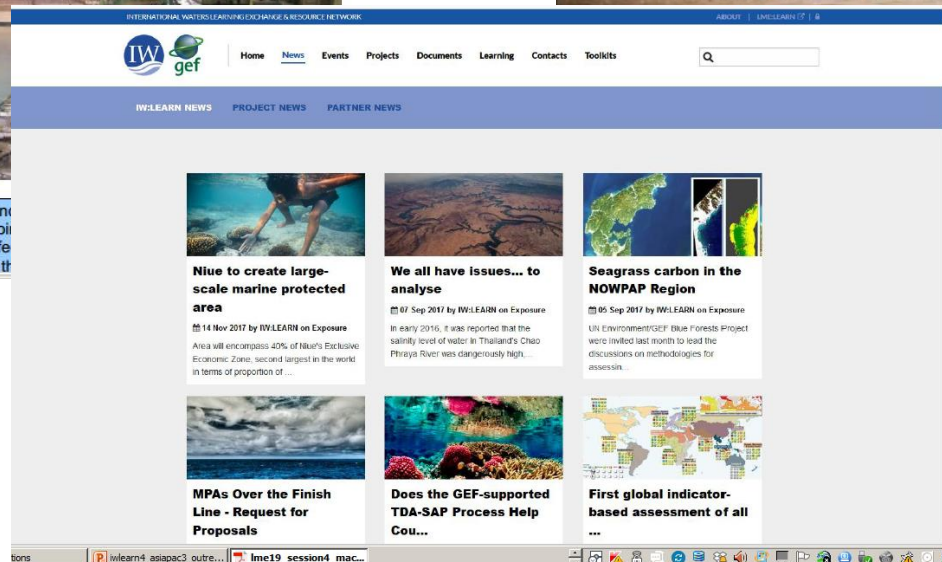 INTERNATIONAL WATERS LEARNING EXCHANGE & RESOURCE NETWORK
ABOUT | LME:LEARN
IW
gef
Home News Events Projects Documents Learning Contacts Toolkits
IW:LEARN NEWS PROJECT NEWS PARTNER NEWS
Niue to create large-
scale marine protected
area
14 Nov 2017 by IW:LEARN on Exposure
Area will encompass 40% of Niue's Exclusive
Economic Zone, second largest in the world
in terms of proportion of ...
We all have issues... to
analyse
07 Sep 2017 by IW:LEARN on Exposure
In early 2016, it was reported that the
salinity level of water in Thailand's Chao
Phraya River was dangerously high....
Seagrass carbon in the
NOWPAP Region
05 Sep 2017 by IW:LEARN on Exposure
UN Environment/GEF Blue Forests Project
were invited last month to lead the
discussions on methodologies for
assessin...
MPAs Over the Finish
Line - Request for
Proposals
Does the GEF-supported
TDA-SAP Process Help
Cou...
First global indicator-
based assessment of all
...
tions
iwlearn4_asiapac3_outre...
lme19_session4_mac...